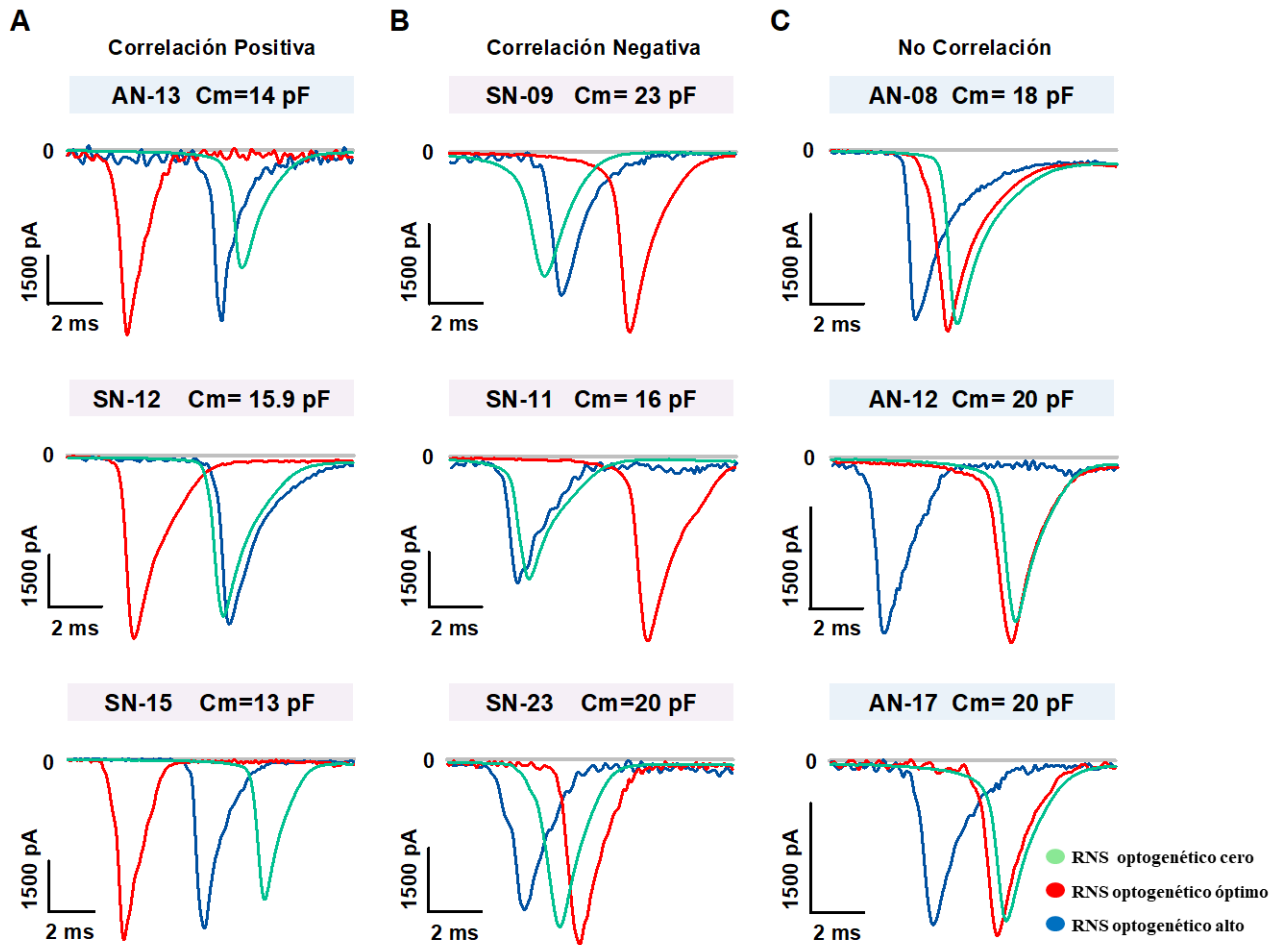 A
Correlación Positiva
AN-13 Cm=14 pF
0
1500 pA
2 ms
SN-12 Cm= 15.9 pF
0
1500 pA
2 ms
SN-15 Cm=13 pF
0
1500 pA
2 ms
B
Correlación Negativa
SN-09 Cm= 23 pF
0
1500 pA
2 ms
SN-11 Cm= 16 pF
0
1500 pA
2 ms
SN-23 Cm=20 pF
0
1500 pA
2 ms
C
No Correlación
AN-08 Cm= 18 pF
0
1500 pA
2 ms
AN-12 Cm= 20 pF
0
1500 pA
2 ms
AN-17 Cm= 20 pF
0
1500 pA
2 ms
RNS optogenético cero
RNS optogenético óptimo
RNS optogenético alto